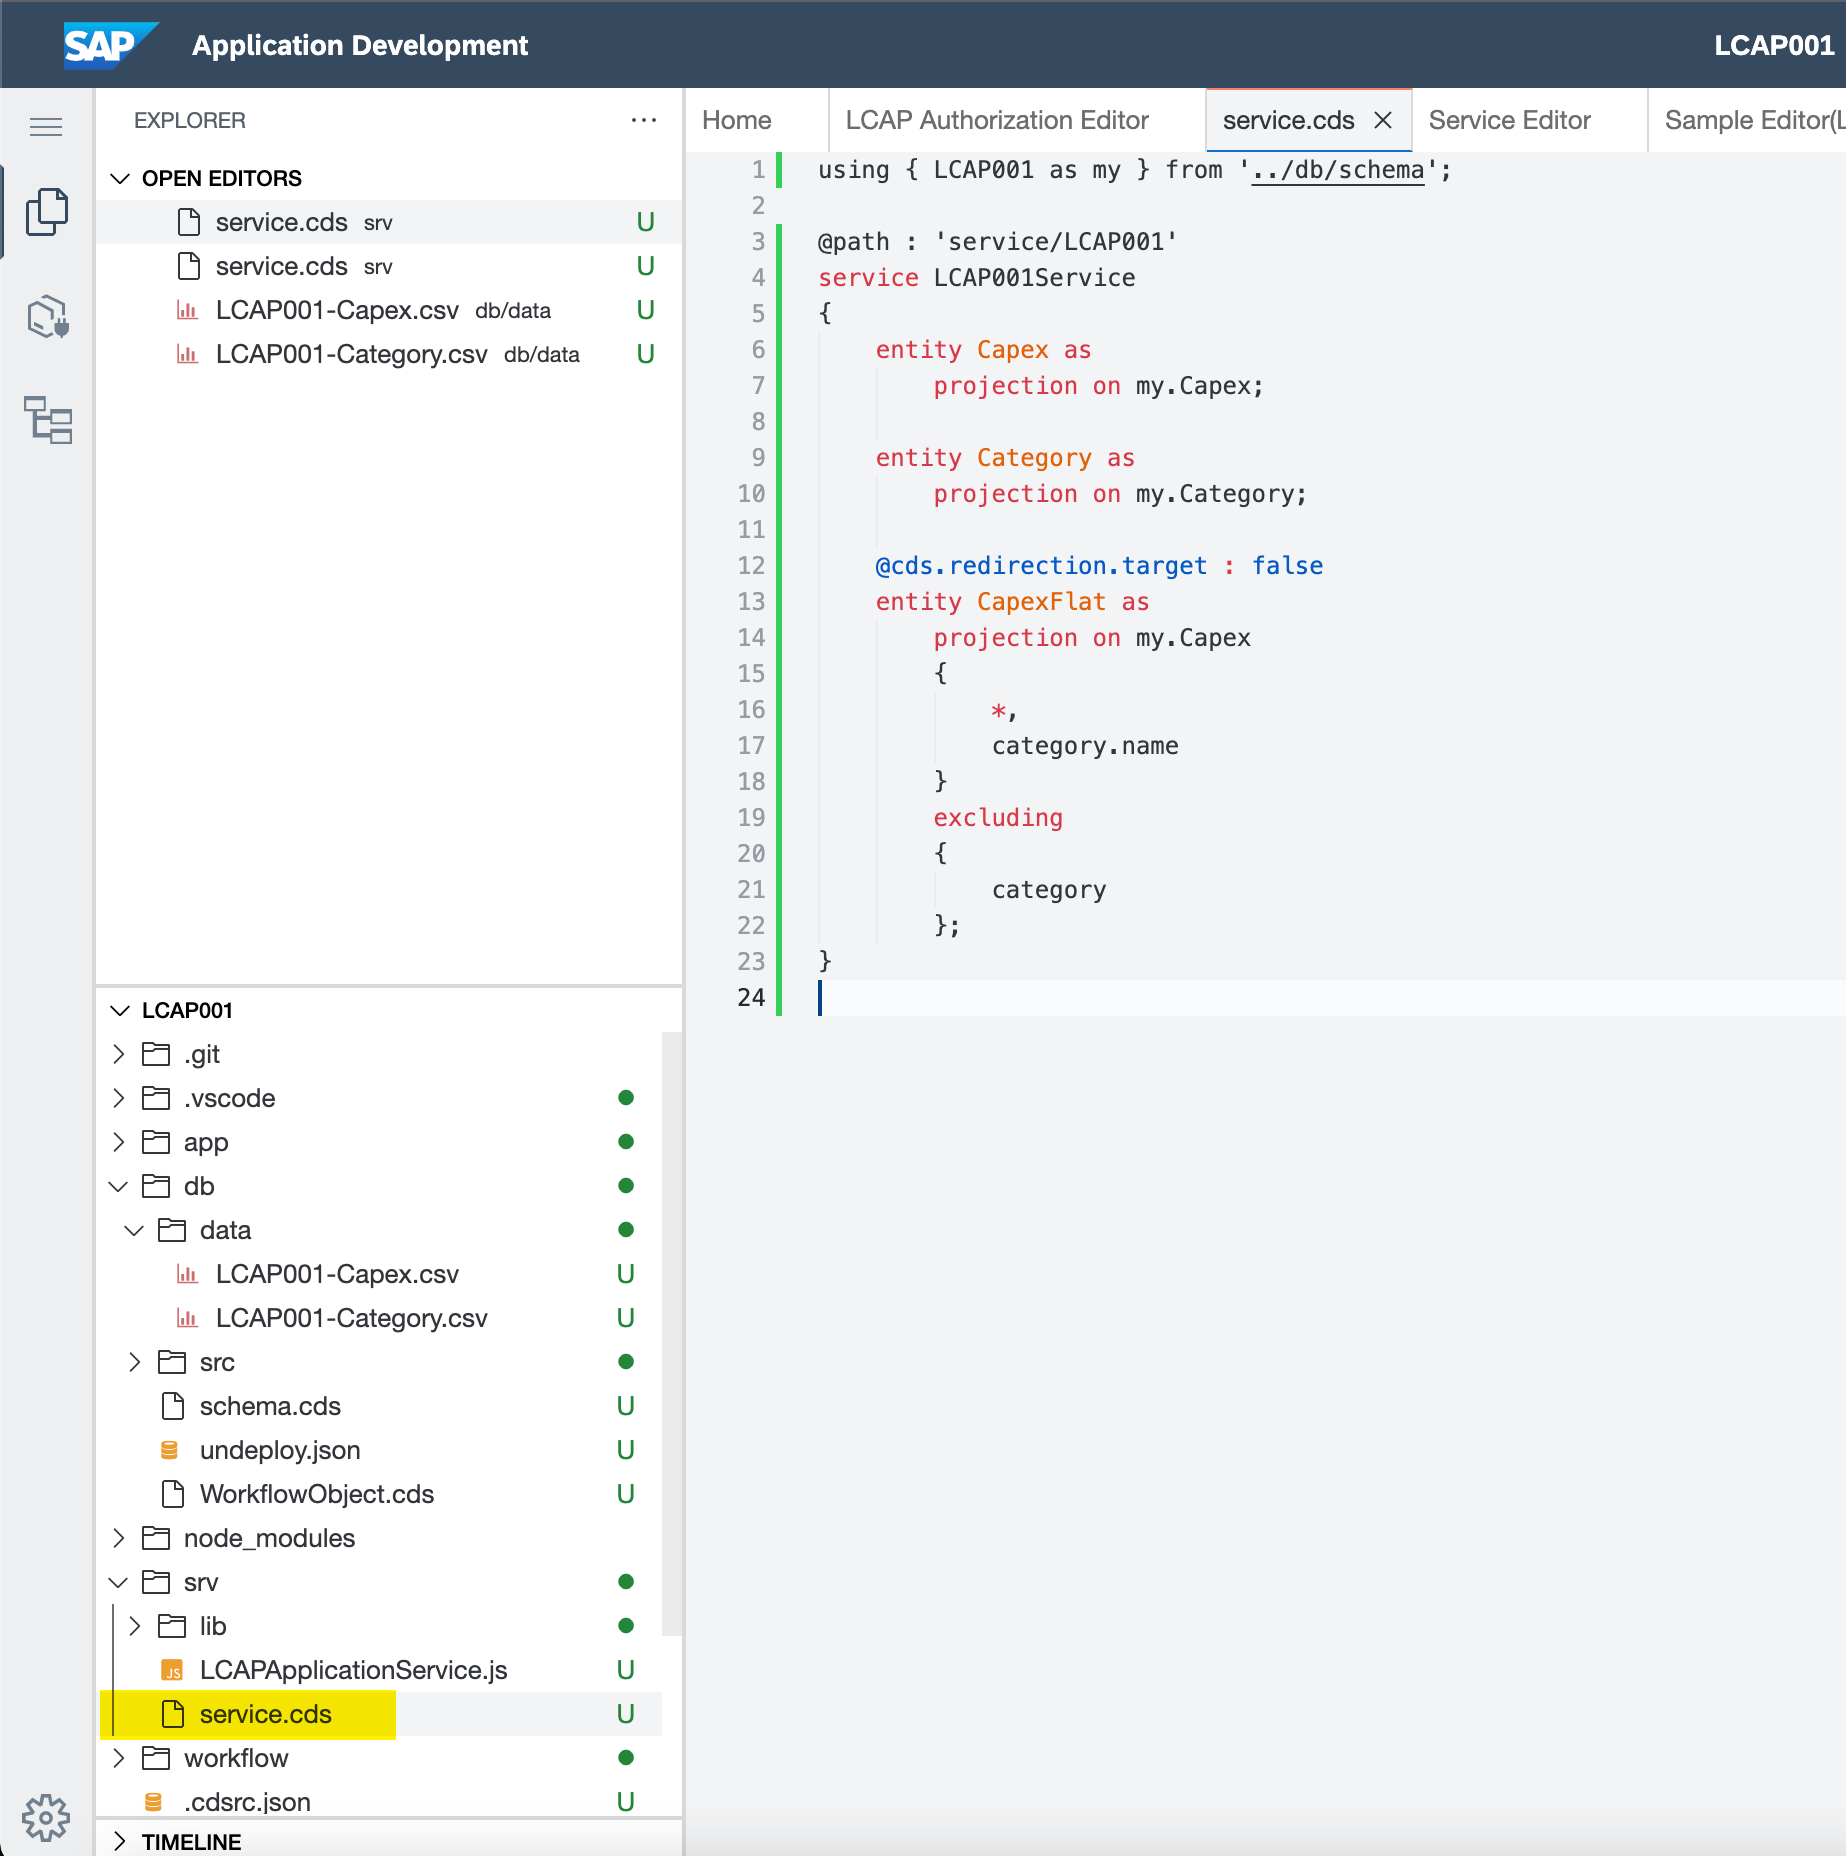 SAP Application Development LCAP001
EXPLORER
OPEN EDITORS
service.cds srv U
service.cds srv U
LCAP001-Capex.csv db/data U
LCAP001-Category.csv db/data U
LCAP001
.git
.vscode
app
db
data
LCAP001-Capex.csv U
LCAP001-Category.csv U
src
schema.cds U
undeploy.json U
WorkflowObject.cds U
node_modules
srv
lib
JS LCAPApplicationService.js U
service.cds U
workflow
.cdsrc.json U
TIMELINE
Home LCAP Authorization Editor service.cds Service Editor Sample Editor(L
1 using { LCAP001 as my } from '../db/schema';
2
3 @path : 'service/LCAP001'
4 service LCAP001Service
5 {
6 entity Capex as
7 projection on my.Capex;
8
9 entity Category as
10 projection on my.Category;
11
12 @cds.redirection.target : false
13 entity CapexFlat as
14 projection on my.Capex
15 {
16 *,
17 category.name
18 }
19 excluding
20 {
21 category
22 };
23 }
24